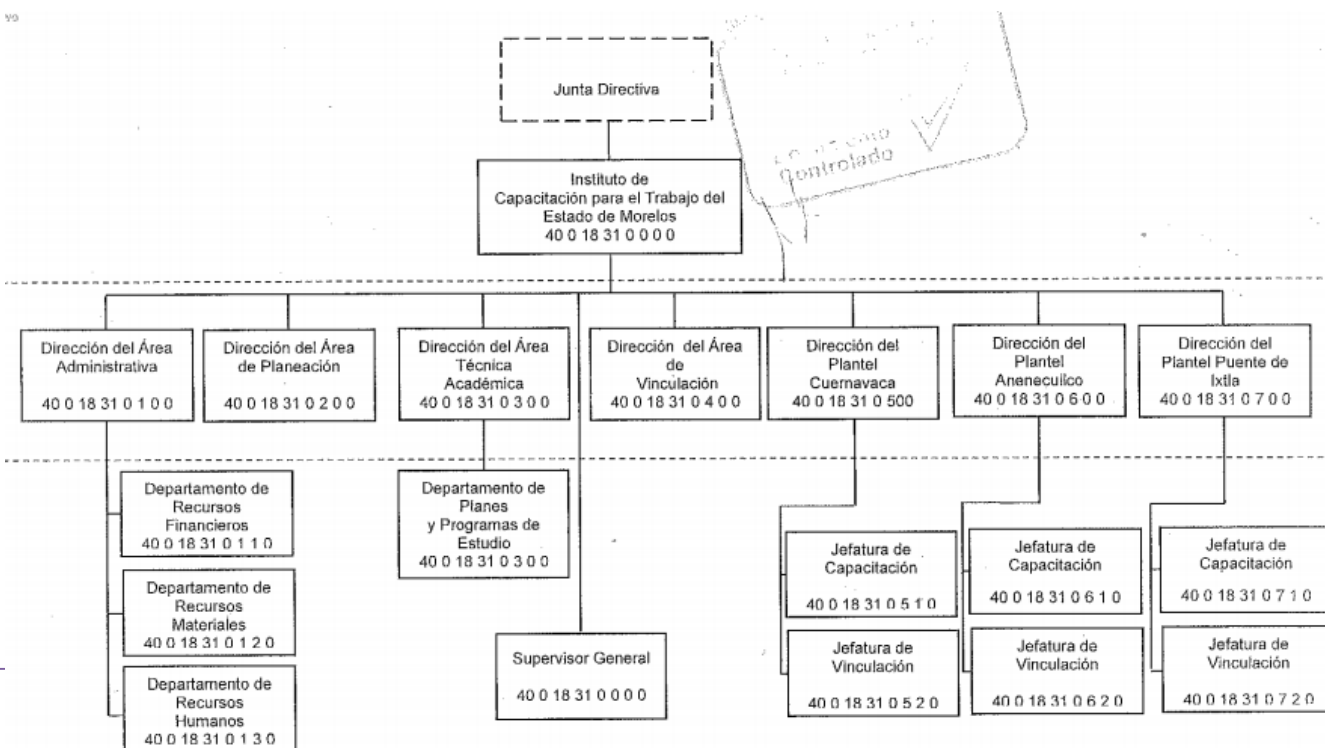 Junta Directiva
Instituto de
Capacitación para el Trabajo del
Estado de Morelos
40 0 18 31 0 0 0 0
Controlado
Dirección del Área
Administrativa
40 0 18 31 0 1 0 0
Dirección del Área
de Planeación
40 0 18 31 0 2 0 0
Dirección del Área
Técnica
Académica
40 0 18 31 0 3 0 0
Dirección del Área
de
Vinculación
40 0 18 31 0 4 0 0
Dirección del
Plantel
Cuernavaca
40 0 18 31 0 500
Dirección del
Plantel
Anenecuilco
40 0 18 31 0 6 0 0
Dirección del
Plantel Puente de
Ixtla
40 0 18 31 0 7 0 0
Departamento de
Recursos
Financieros
40 0 18 31 0 1 1 0
Departamento de
Recursos
Materiales
40 0 18 31 0 1 2 0
Departamento de
Recursos
Humanos
40 0 18 31 0 1 3 0
Departamento de
Planes
y Programas de
Estudio
40 0 18 31 0 3 0 0
Supervisor General
40 0 18 31 0 0 0 0
Jefatura de
Capacitación
40 0 18 31 0 5 1 0
Jefatura de
Vinculación
40 0 18 31 0 5 2 0
Jefatura de
Capacitación
40 0 18 31 0 6 1 0
Jefatura de
Vinculación
40 0 18 31 0 6 2 0
Jefatura de
Capacitación
40 0 18 31 0 7 1 0
Jefatura de
Vinculación
40 0 18 31 0 7 2 0